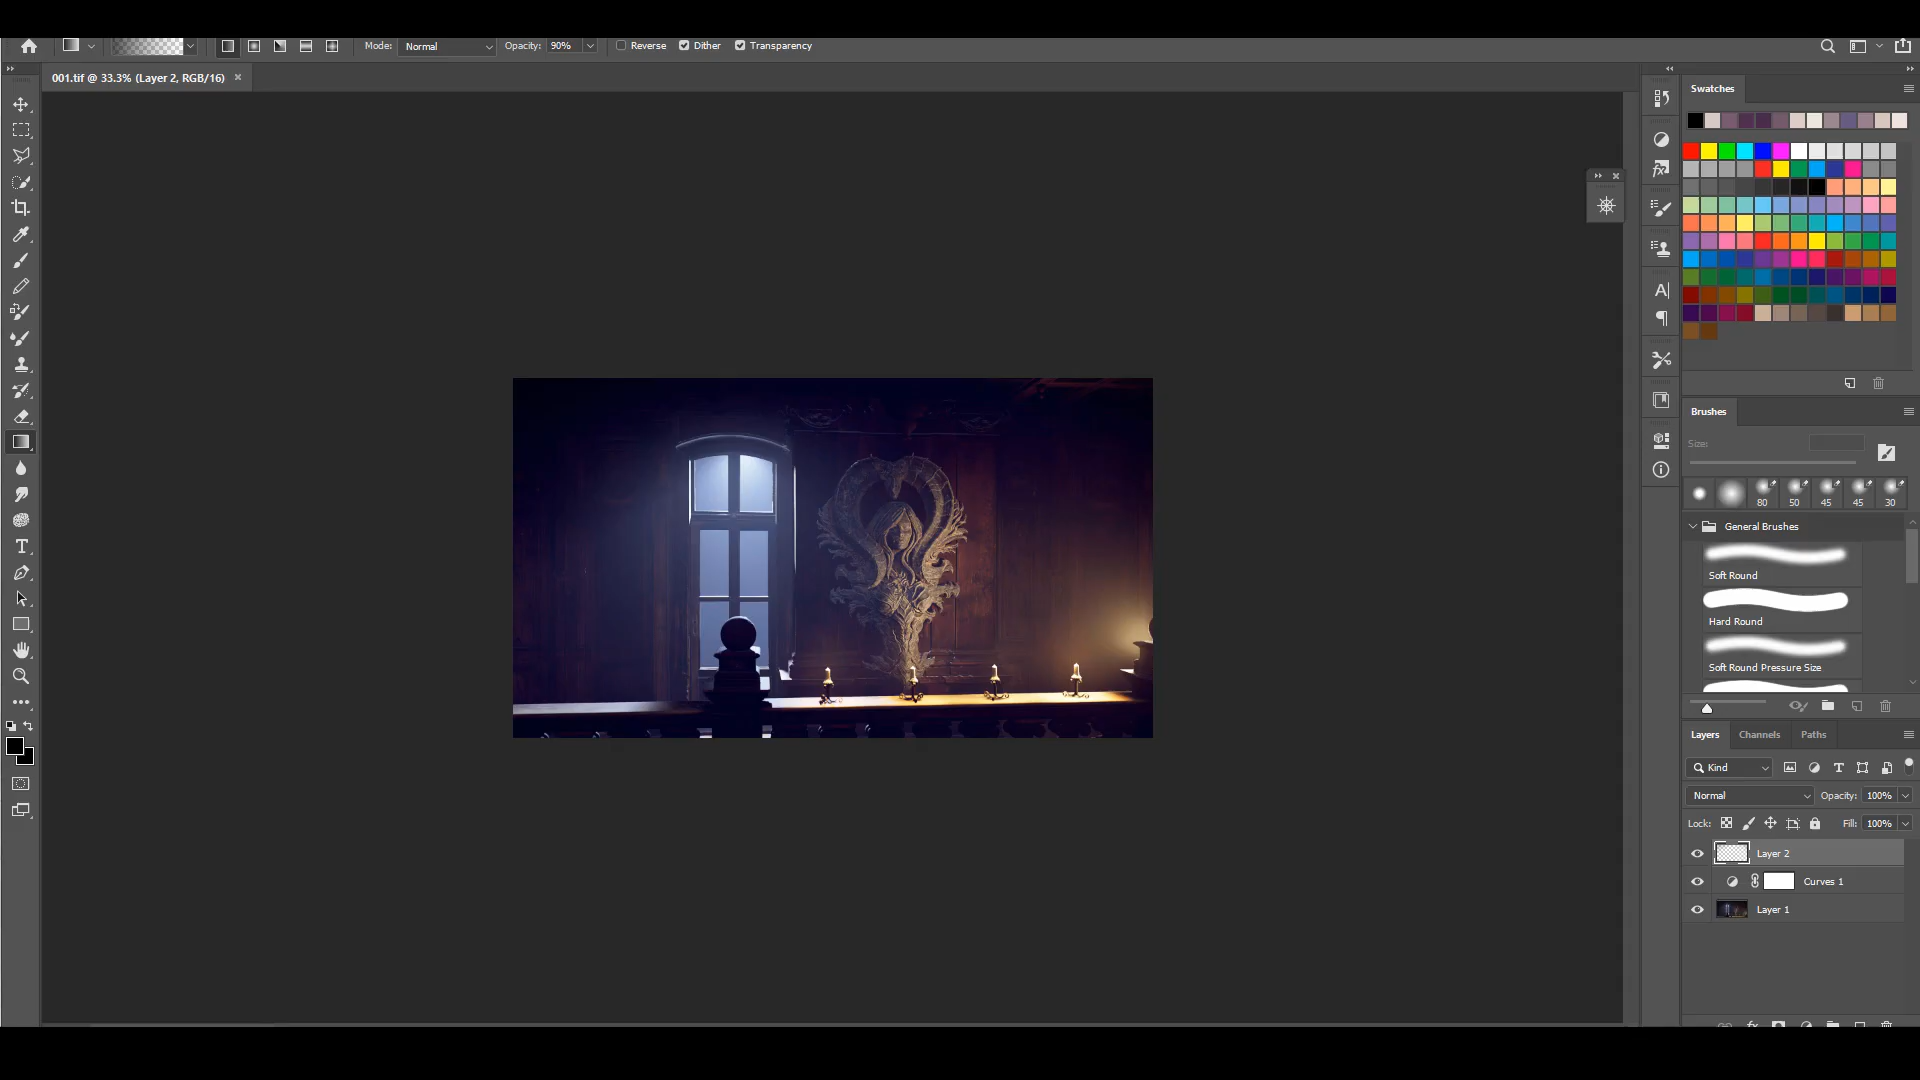 Mode: Normal Opacity: 90% Reverse Dither Transparency
001.tif @ 33.3% (Layer 2, RGB/16) ×
Swatches
Brushes
Size:
80 50 45 45 30
General Brushes
Soft Round
Hard Round
Soft Round Pressure Size
Layers Channels Paths
Kind
Normal Opacity: 100%
Lock: Fill: 100%
Layer 2
Curves 1
Layer 1